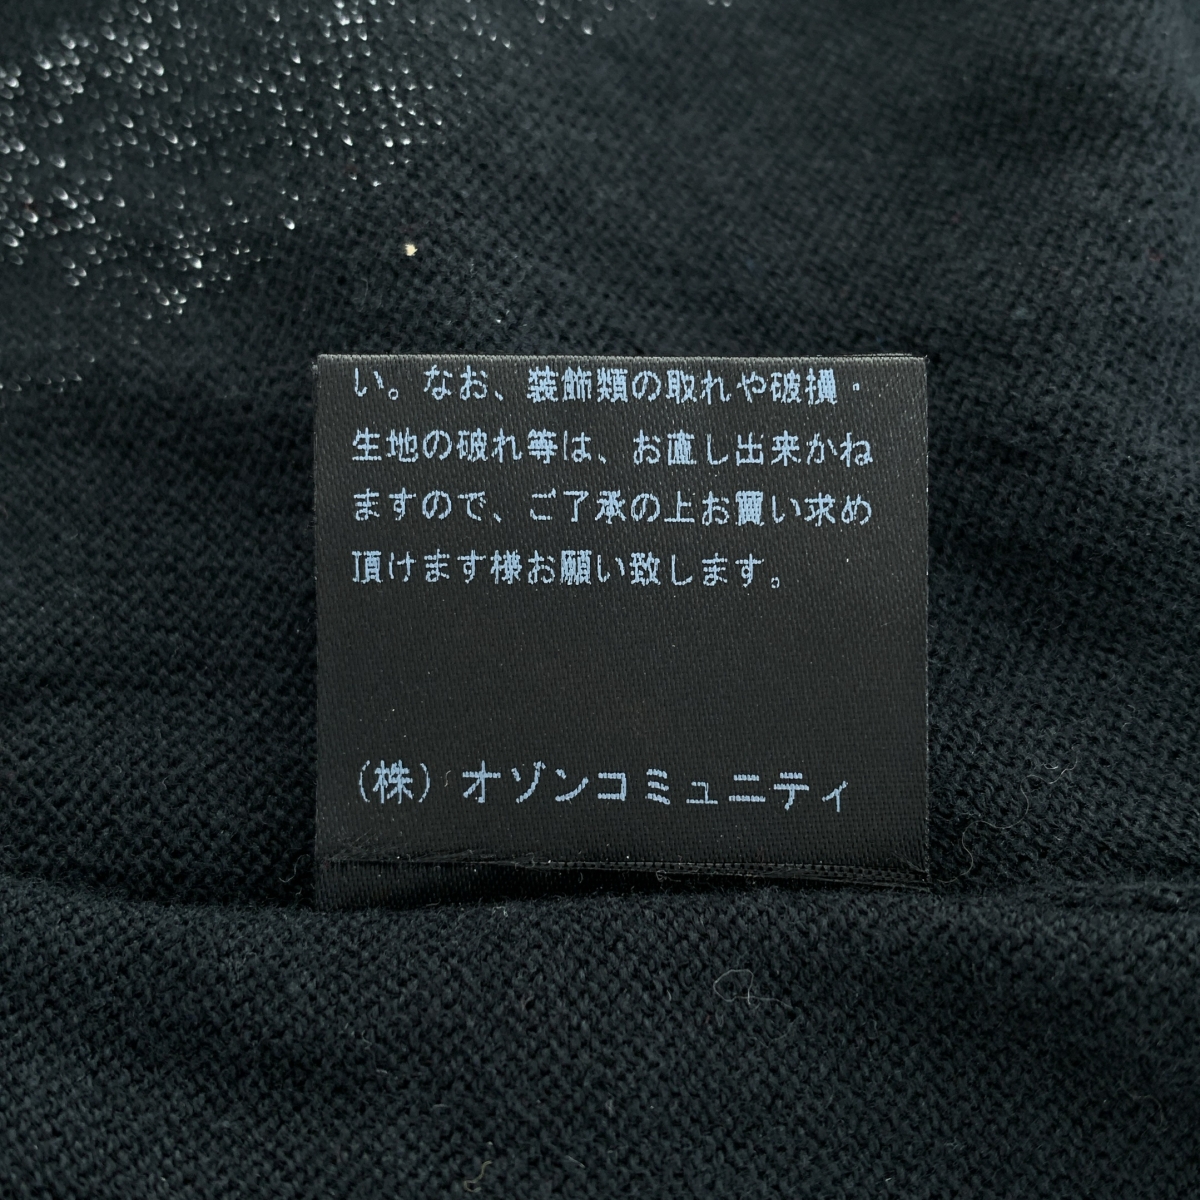 い。なお、装飾類の取れや破損・
生地の破れ等は、お直し出来かね
ますので、ご了承の上お買い求め
頂けます様お願い致します。
(株)オゾンコミュニティ